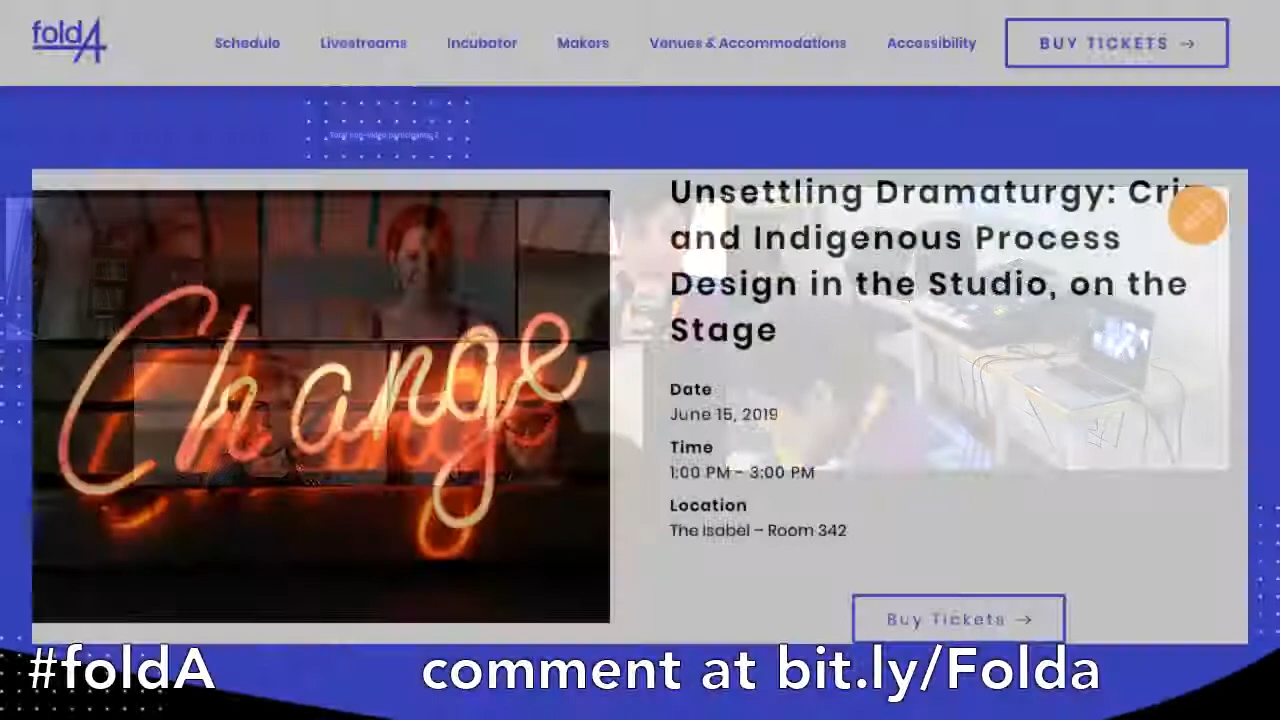 foldA
Schedule
Livestreams
Incubator
Makers
Venues & Accommodations
Accessibility
BUY TICKETS →
Change
Unsettling Dramaturgy: Crip
and Indigenous Process
Design in the Studio, on the
Stage
Date
June 15, 2019
Time
1:00 PM – 3:00 PM
Location
The Isabel – Room 342
Buy Tickets →
#foldA
comment at bit.ly/Folda